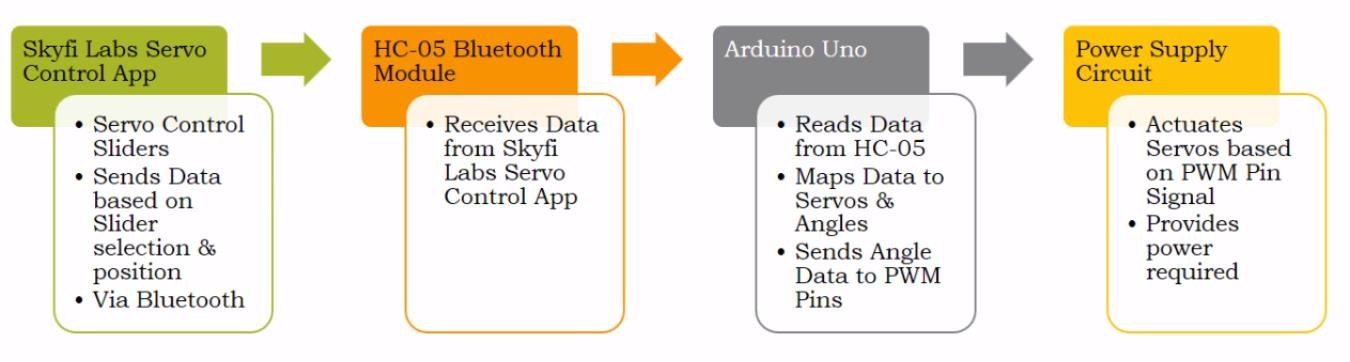 Skyfi Labs Servo
Control App
• Servo Control
Sliders
• Sends Data
based on
Slider
selection &
position
• Via Bluetooth
HC-05 Bluetooth
Module
• Receives Data
from Skyfi
Labs Servo
Control App
Arduino Uno
• Reads Data
from HC-05
• Maps Data to
Servos &
Angles
• Sends Angle
Data to PWM
Pins
Power Supply
Circuit
• Actuates
Servos based
on PWM Pin
Signal
• Provides
power
required